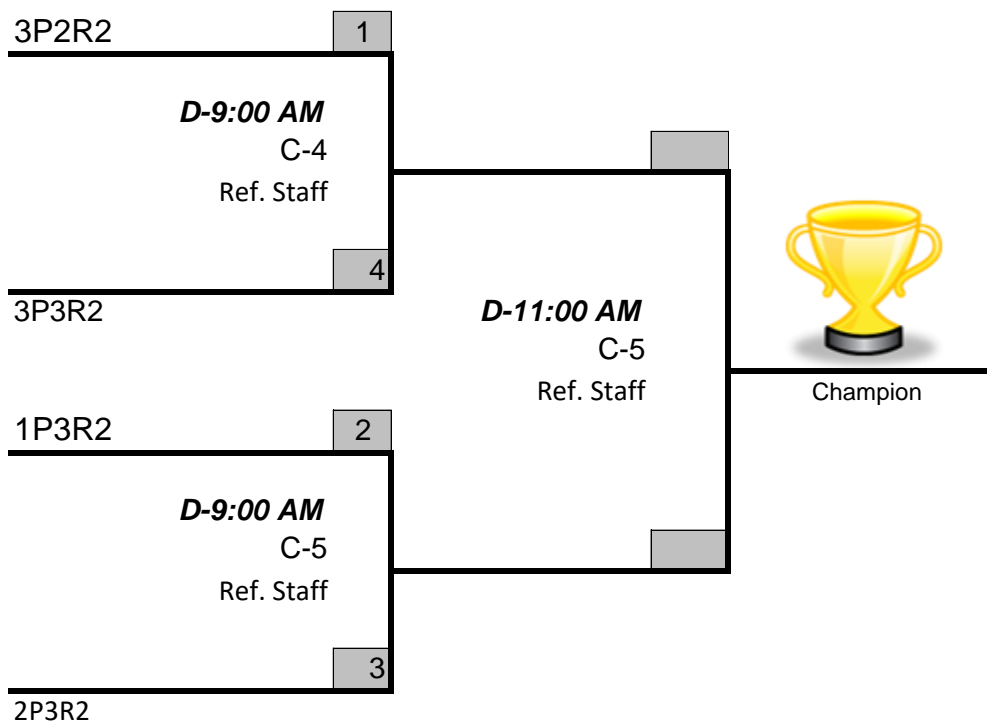 3P2R2
1
D-9:00 AM
C-4
Ref. Staff
4
3P3R2
D-11:00 AM
C-5
Ref. Staff
Champion
1P3R2
2
D-9:00 AM
C-5
Ref. Staff
3
2P3R2